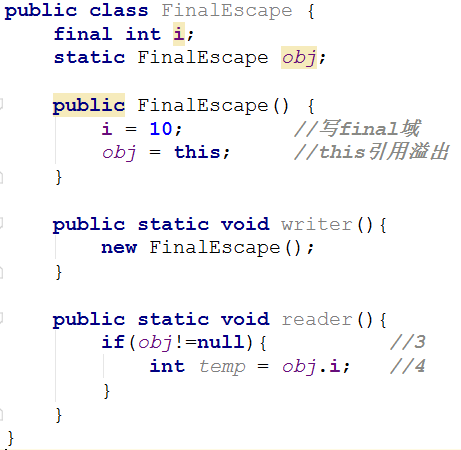 public class FinalEscape {
    final int i;
    static FinalEscape obj;
    public FinalEscape() {
        i = 10;          //写final域
        obj = this;      //this引用溢出
    }
    public static void writer(){
        new FinalEscape();
    }
    public static void reader(){
        if(obj!=null){          //3
            int temp = obj.i;   //4
        }
    }
}